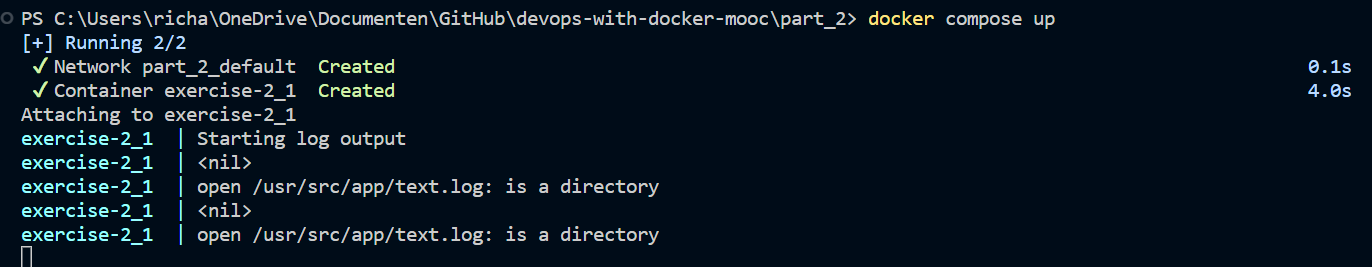 PS C:\Users\richa\OneDrive\Documenten\GitHub\devops-with-docker-mooc\part_2> docker compose up
[+] Running 2/2
✓ Network part_2_default  Created 0.1s
✓ Container exercise-2_1  Created 4.0s
Attaching to exercise-2_1
exercise-2_1  | Starting log output
exercise-2_1  | <nil>
exercise-2_1  | open /usr/src/app/text.log: is a directory
exercise-2_1  | <nil>
exercise-2_1  | open /usr/src/app/text.log: is a directory